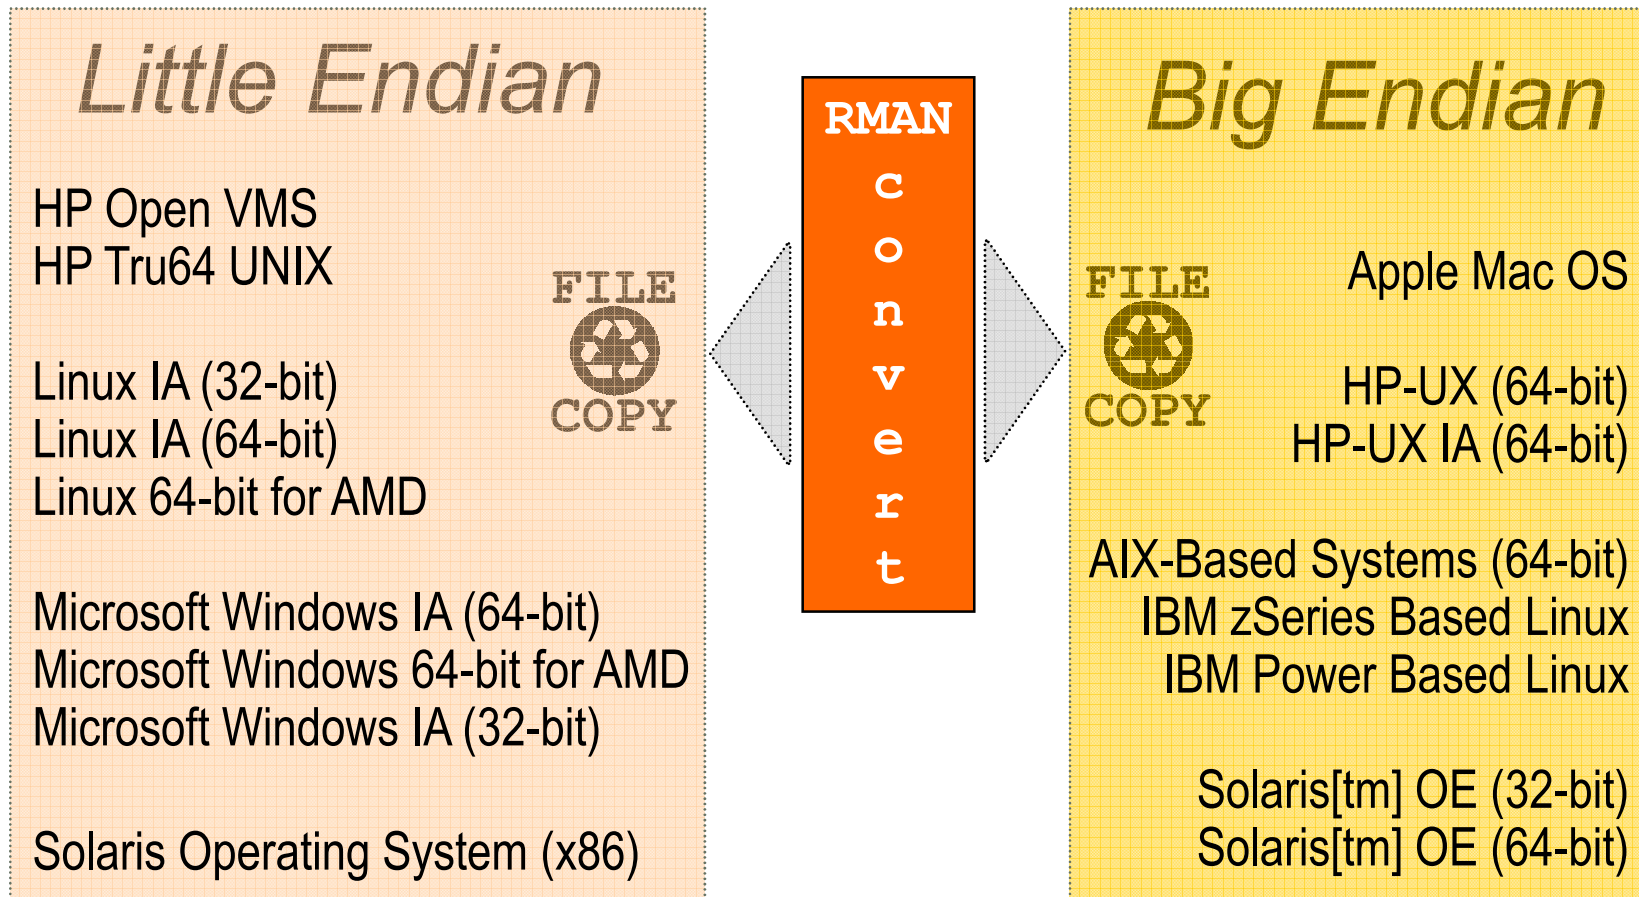 Little Endian
HP Open VMS
HP Tru64 UNIX
Linux IA (32-bit)
Linux IA (64-bit)
Linux 64-bit for AMD
Microsoft Windows IA (64-bit)
Microsoft Windows 64-bit for AMD
Microsoft Windows IA (32-bit)
Solaris Operating System (x86)
FILE
COPY
RMAN
c
o
n
v
e
r
t
Big Endian
FILE
COPY
Apple Mac OS
HP-UX (64-bit)
HP-UX IA (64-bit)
AIX-Based Systems (64-bit)
IBM zSeries Based Linux
IBM Power Based Linux
Solaris[tm] OE (32-bit)
Solaris[tm] OE (64-bit)